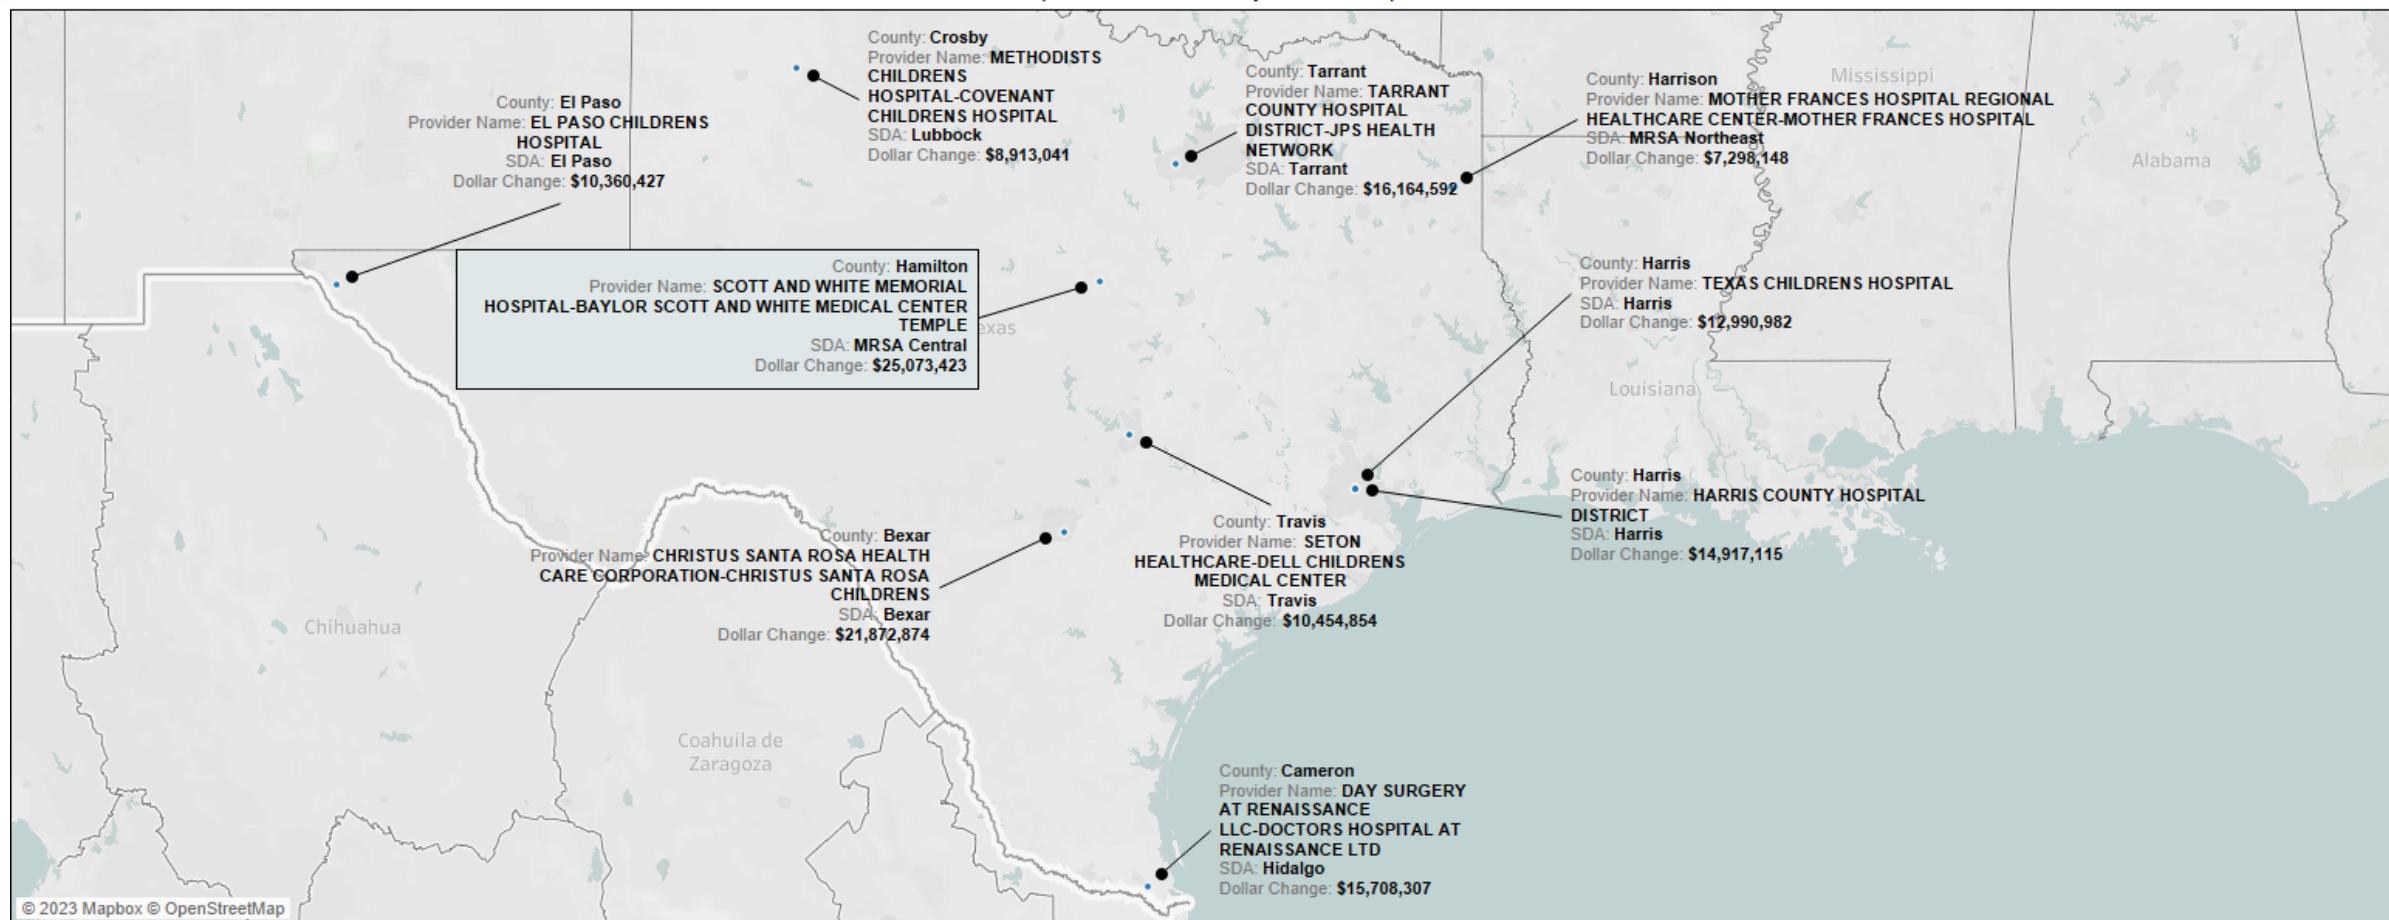 County: Crosby
Provider Name: METHODISTS
CHILDRENS
HOSPITAL-COVENANT
CHILDRENS HOSPITAL
SDA: Lubbock
Dollar Change: $8,913,041
County: Tarrant
Provider Name: TARRANT
COUNTY HOSPITAL
DISTRICT-JPS HEALTH
NETWORK
SDA: Tarrant
Dollar Change: $16,164,592
County: Harrison
Provider Name: MOTHER FRANCES HOSPITAL REGIONAL
HEALTHCARE CENTER-MOTHER FRANCES HOSPITAL
SDA: MRSA Northeast
Dollar Change: $7,298,148
Mississippi
Alabama
County: El Paso
Provider Name: EL PASO CHILDRENS
HOSPITAL
SDA: El Paso
Dollar Change: $10,360,427
County: Hamilton
Provider Name: SCOTT AND WHITE MEMORIAL
HOSPITAL-BAYLOR SCOTT AND WHITE MEDICAL CENTER
TEMPLE
SDA: MRSA Central
Dollar Change: $25,073,423
exas
County: Harris
Provider Name: TEXAS CHILDRENS HOSPITAL
SDA: Harris
Dollar Change: $12,990,982
Louisiana
County: Harris
Provider Name: HARRIS COUNTY HOSPITAL
DISTRICT
SDA: Harris
Dollar Change: $14,917,115
County: Bexar
Provider Name: CHRISTUS SANTA ROSA HEALTH
CARE CORPORATION-CHRISTUS SANTA ROSA
CHILDRENS
SDA: Bexar
Dollar Change: $21,872,874
County: Travis
Provider Name: SETON
HEALTHCARE-DELL CHILDRENS
MEDICAL CENTER
SDA: Travis
Dollar Change: $10,454,854
Chihuahua
Coahuila de
Zaragoza
County: Cameron
Provider Name: DAY SURGERY
AT RENAISSANCE
LLC-DOCTORS HOSPITAL AT
RENAISSANCE LTD
SDA: Hidalgo
Dollar Change: $15,708,307
© 2023 Mapbox © OpenStreetMap